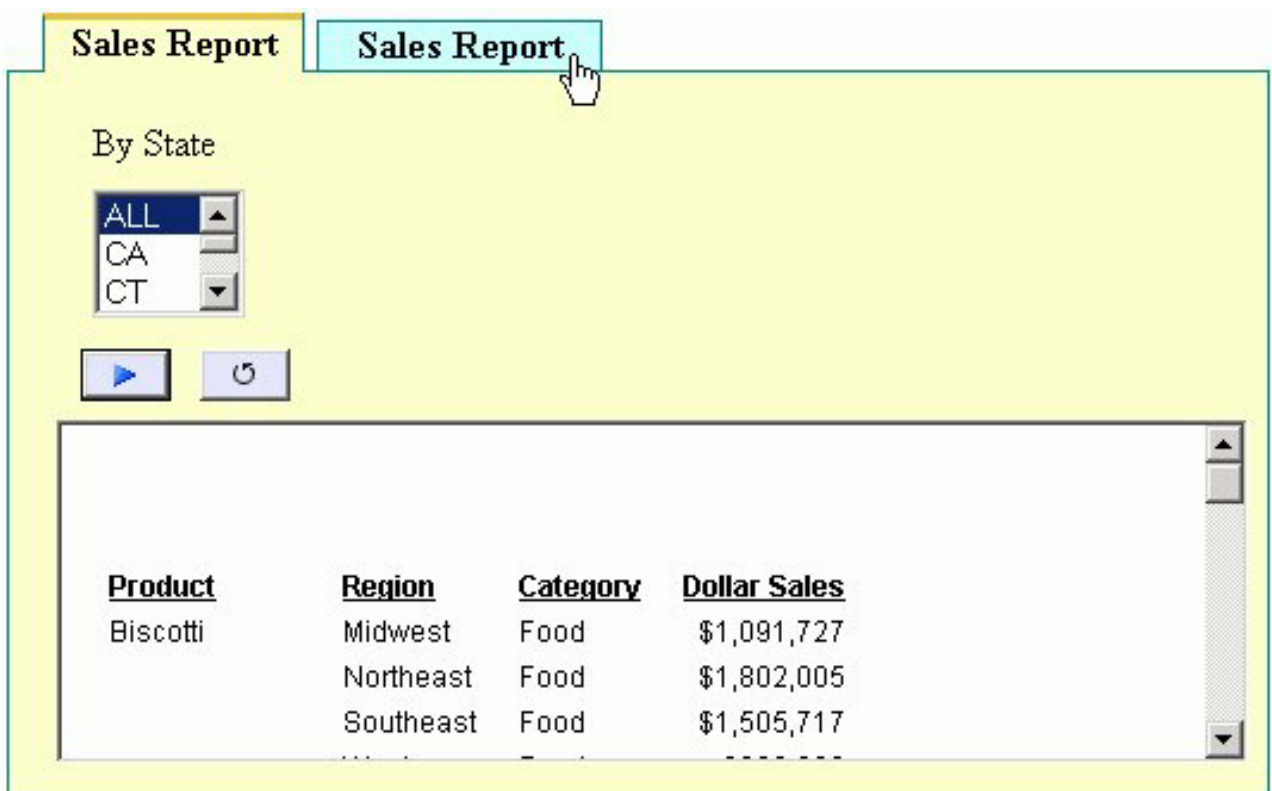 Sales Report Sales Report
By State
ALL
CA
CT
Product Region Category Dollar Sales
Biscotti Midwest Food $1,091,727
Northeast Food $1,802,005
Southeast Food $1,505,717